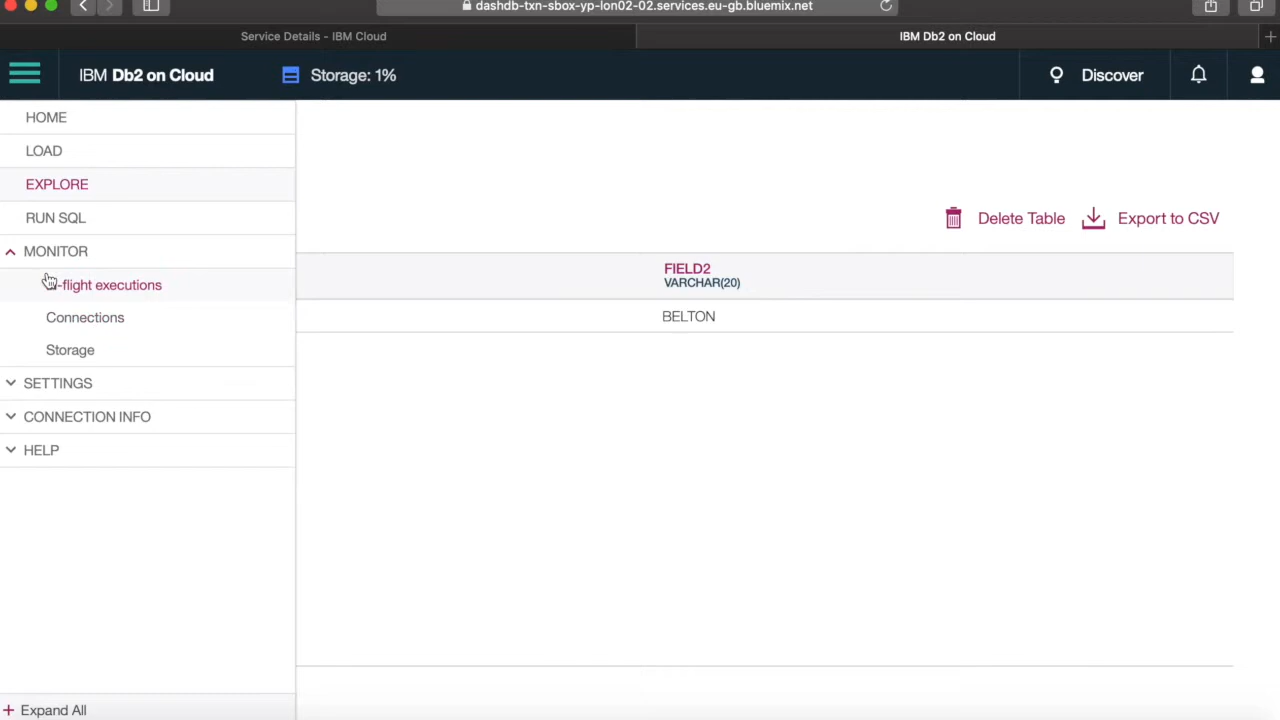 dashdb-txn-sbox-yp-lon02-02.services.eu-gb.bluemix.net
Service Details - IBM Cloud
IBM Db2 on Cloud
IBM Db2 on Cloud
Storage: 1%
Discover
HOME
LOAD
EXPLORE
RUN SQL
MONITOR
-flight executions
Connections
Storage
SETTINGS
CONNECTION INFO
HELP
Expand All
Delete Table
Export to CSV
FIELD2
VARCHAR(20)
BELTON